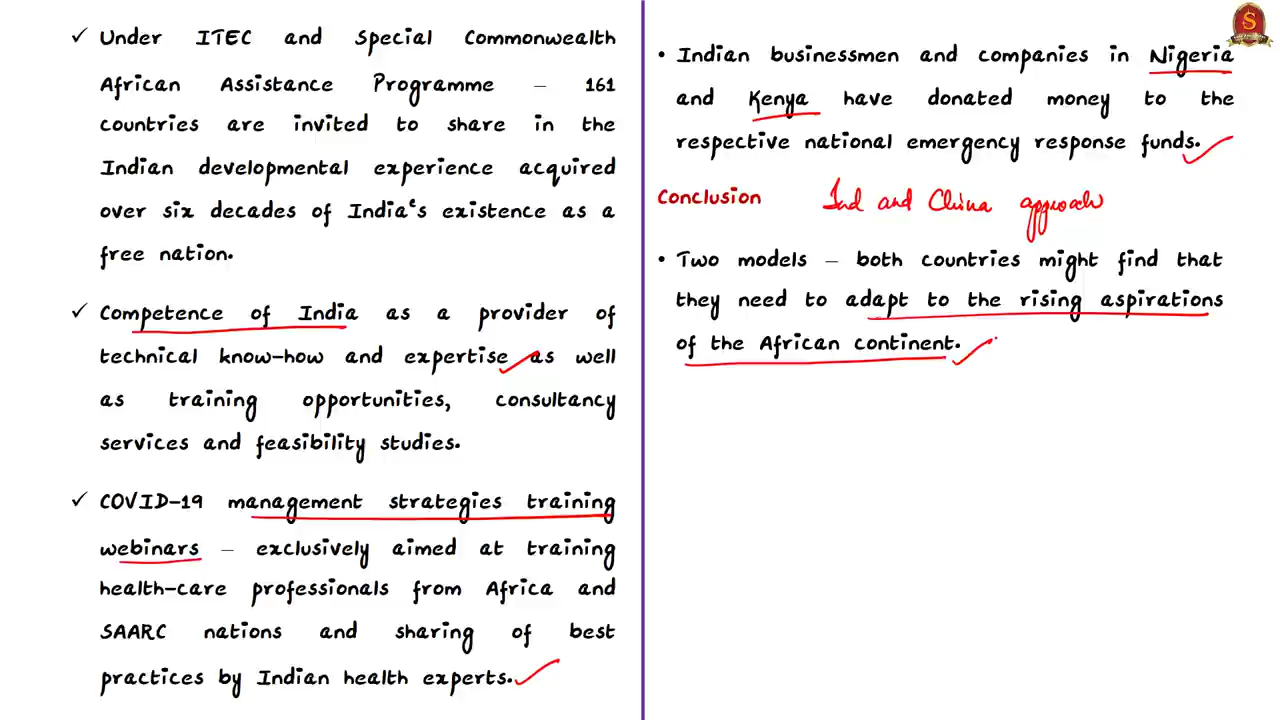 ✓ Under ITEC and Special Commonwealth
African Assistance Programme – 161
countries are invited to share in the
Indian developmental experience acquired
over six decades of India‘s existence as a
free nation.
✓ Competence of India as a provider of
technical know-how and expertise as well
as training opportunities, consultancy
services and feasibility studies.
✓ COVID-19 management strategies training
webinars – exclusively aimed at training
health-care professionals from Africa and
SAARC nations and sharing of best
practices by Indian health experts.
• Indian businessmen and companies in Nigeria
and Kenya have donated money to the
respective national emergency response funds.
Conclusion Ind and China approach
• Two models – both countries might find that
they need to adapt to the rising aspirations
of the African continent.
S